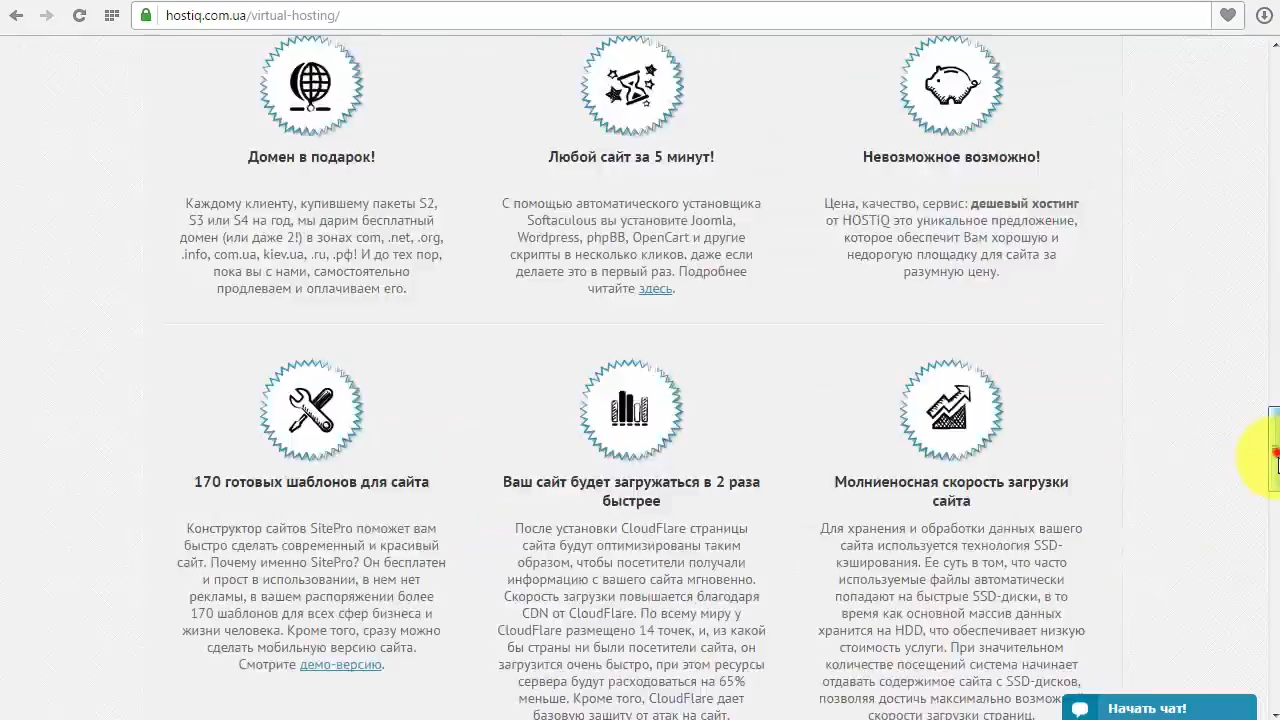 hostiq.com.ua/virtual-hosting/
Домен в подарок!
Каждому клиенту, купившему пакеты S2,
S3 или S4 на год, мы дарим бесплатный
домен (или даже 2!) в зонах com, .net, .org,
.info, com.ua, kiev.ua, .ru, .рф! И до тех пор,
пока вы с нами, самостоятельно
продлеваем и оплачиваем его.
Любой сайт за 5 минут!
С помощью автоматического установщика
Softaculous вы установите Joomla,
Wordpress, phpBB, OpenCart и другие
скрипты в несколько кликов, даже если
делаете это в первый раз. Подробнее
читайте здесь.
Невозможное возможно!
Цена, качество, сервис: дешевый хостинг
от HOSTiQ это уникальное предложение,
которое обеспечит Вам хорошую и
недорогую площадку для сайта за
разумную цену.
170 готовых шаблонов для сайта
Конструктор сайтов SitePro поможет вам
быстро сделать современный и красивый
сайт. Почему именно SitePro? Он бесплатен
и прост в использовании, в нем нет
рекламы, в вашем распоряжении более
170 шаблонов для всех сфер бизнеса и
жизни человека. Кроме того, сразу можно
сделать мобильную версию сайта.
Смотрите демо-версию.
Ваш сайт будет загружаться в 2 раза
быстрее
После установки CloudFlare страницы
сайта будут оптимизированы таким
образом, чтобы посетители получали
информацию с вашего сайта мгновенно.
Скорость загрузки повышается благодаря
CDN от CloudFlare. По всему миру у
CloudFlare размещено 14 точек, и, из какой
бы страны ни были посетители сайта, он
загрузится очень быстро, при этом ресурсы
сервера будут расходоваться на 65%
меньше. Кроме того, CloudFlare дает
базовую защиту от атак на сайт.
Молниеносная скорость загрузки
сайта
Для хранения и обработки данных вашего
сайта используется технология SSD-
кэширования. Ее суть в том, что часто
используемые файлы автоматически
попадают на быстрые SSD-диски, в то
время как основной массив данных
хранится на HDD, что обеспечивает низкую
стоимость услуги. При значительном
количестве посещений система начинает
отдавать содержимое сайта с SSD-дисков,
позволяя достичь максимально
скорости загрузки страниц.
Начать чат!